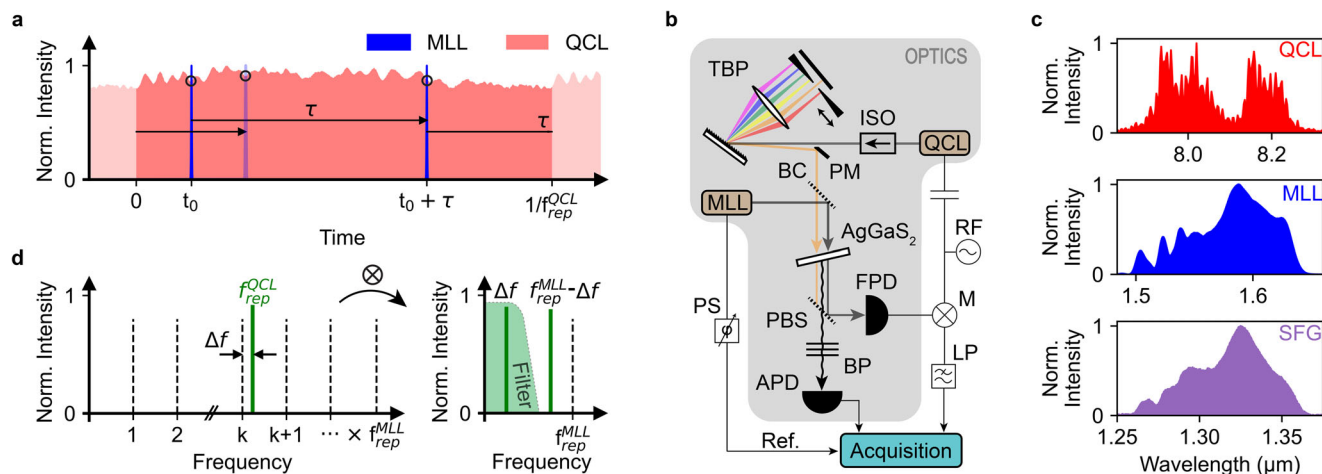 a
MLL
QCL
Norm. Intensity
1
0
τ
τ
0
t₀
t₀ + τ
1/f_rep^QCL
Time
b
OPTICS
TBP
ISO
QCL
BC
PM
MLL
AgGaS₂
RF
FPD
PS
φ
M
PBS
LP
BP
APD
Ref.
Acquisition
c
QCL
Norm.
Intensity
1
0
8.0
8.2
MLL
Norm.
Intensity
1
0
1.5
1.6
SFG
Norm.
Intensity
1
0
1.25
1.30
1.35
Wavelength (μm)
d
f_rep^QCL
⊗
Norm. Intensity
1
0
Δf
1
2
k
k+1
··· × f_rep^MLL
Frequency
Norm. Intensity
1
0
Δf
f_rep^MLL-Δf
Filter
f_rep^MLL
Frequency